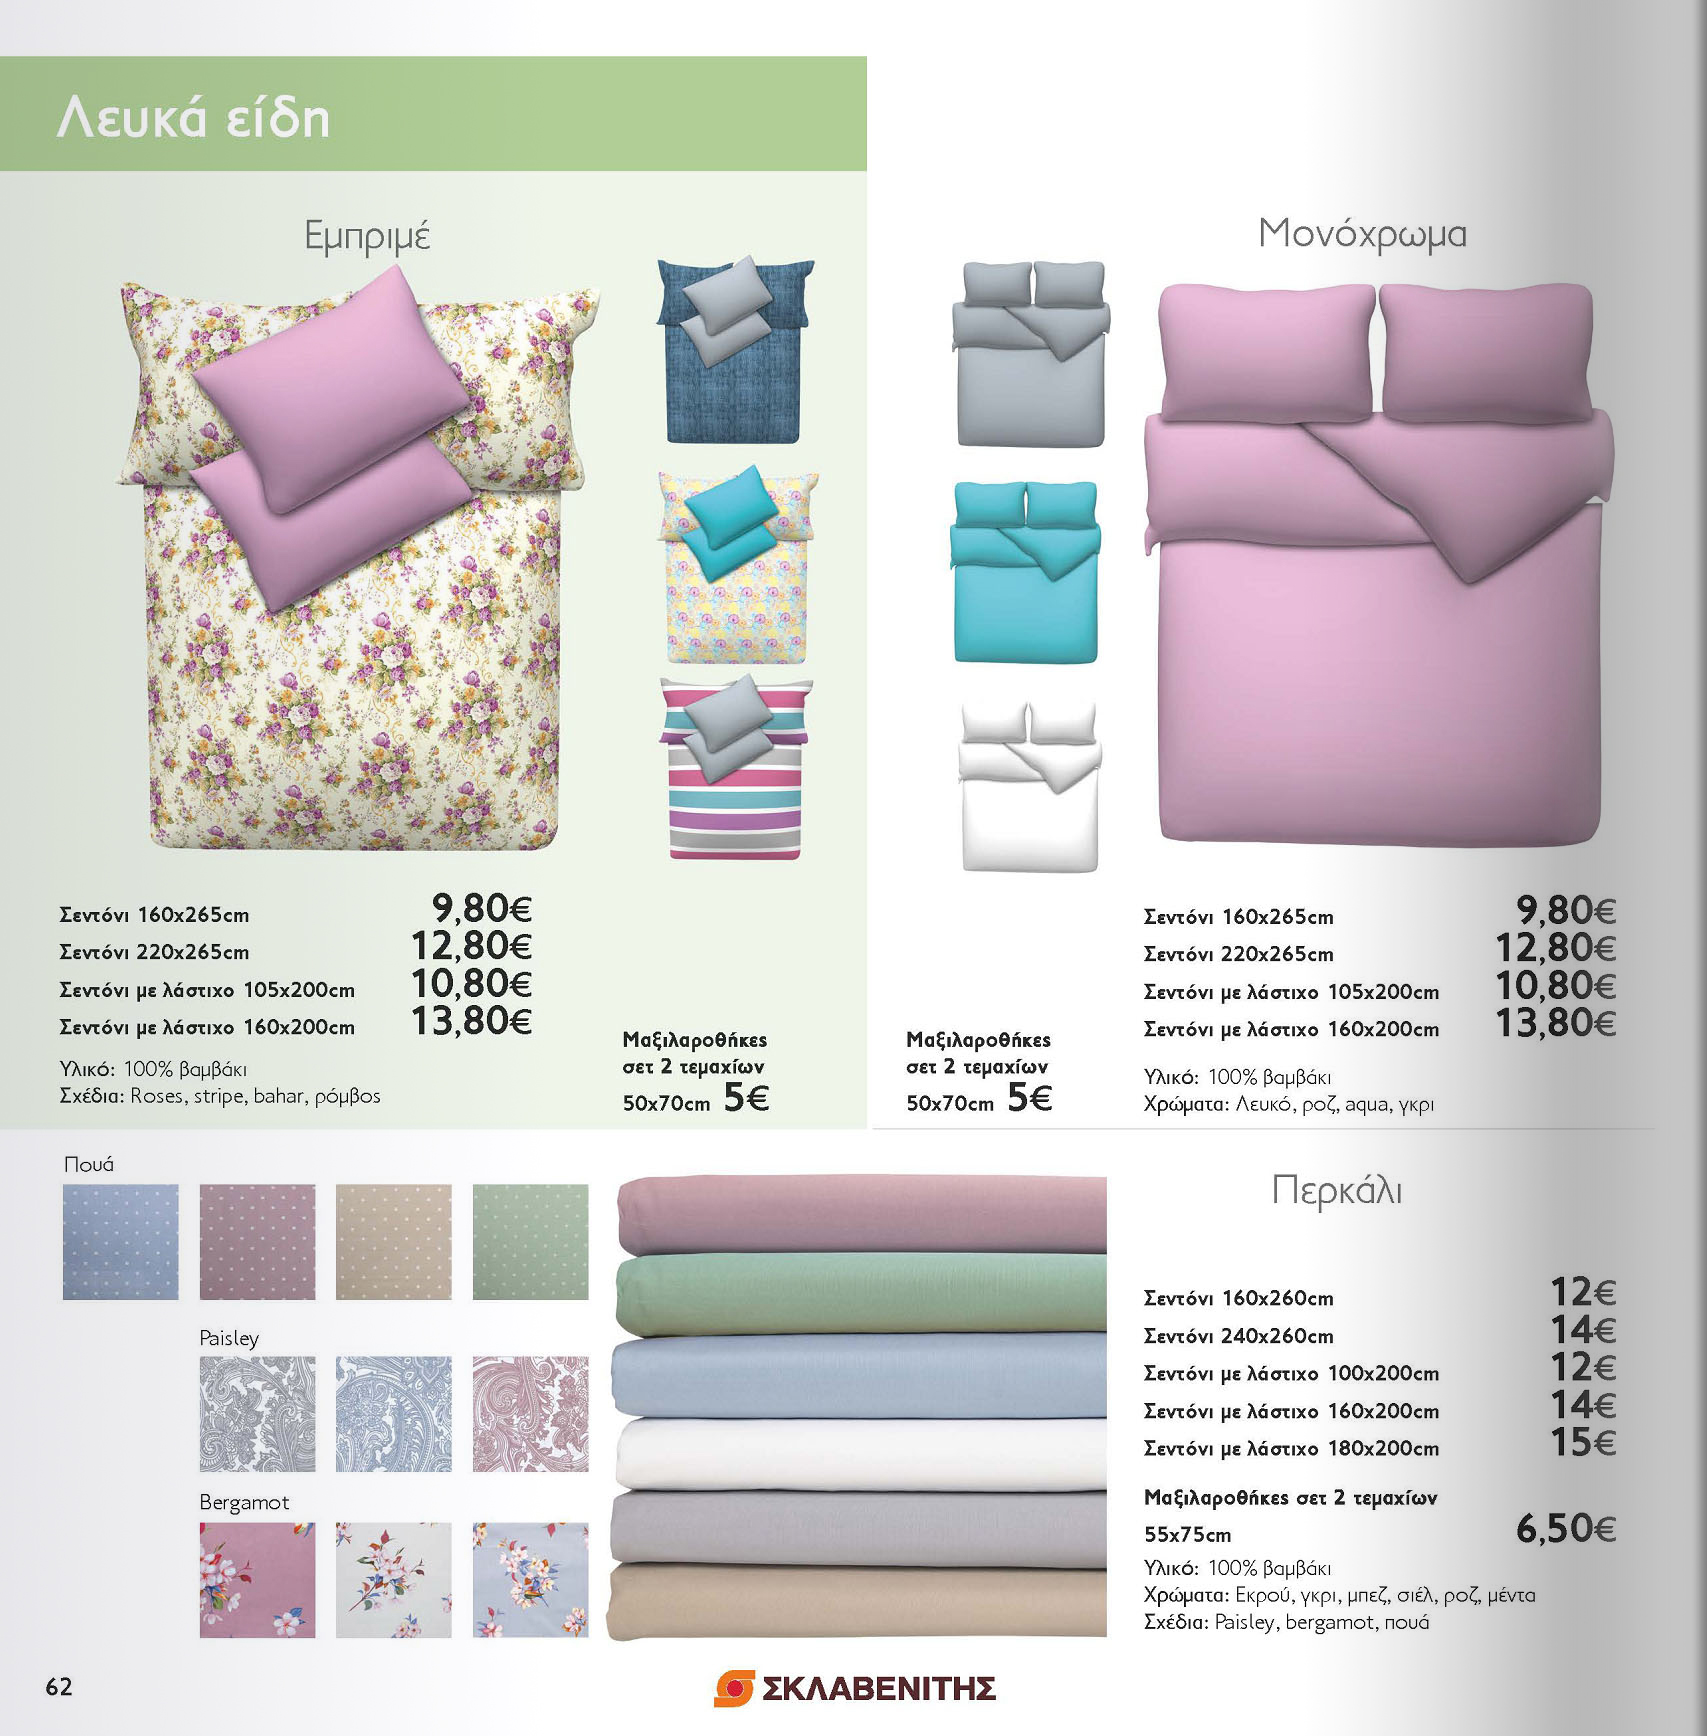 Λευκά είδη
Εμπριμέ
Σεντόνι 160x265cm 9,80€
Σεντόνι 220x265cm 12,80€
Σεντόνι με λάστιχο 105x200cm 10,80€
Σεντόνι με λάστιχο 160x200cm 13,80€
Υλικό: 100% βαμβάκι
Σχέδια: Roses, stripe, bahar, ρόμβος
Μαξιλαροθήκες
σετ 2 τεμαχίων
50x70cm 5€
Μονόχρωμα
Μαξιλαροθήκες
σετ 2 τεμαχίων
50x70cm 5€
Σεντόνι 160x265cm 9,80€
Σεντόνι 220x265cm 12,80€
Σεντόνι με λάστιχο 105x200cm 10,80€
Σεντόνι με λάστιχο 160x200cm 13,80€
Υλικό: 100% βαμβάκι
Χρώματα: Λευκό, ροζ, aqua, γκρι
Πουά
Paisley
Bergamot
Περκάλι
Σεντόνι 160x260cm 12€
Σεντόνι 240x260cm 14€
Σεντόνι με λάστιχο 100x200cm 12€
Σεντόνι με λάστιχο 160x200cm 14€
Σεντόνι με λάστιχο 180x200cm 15€
Μαξιλαροθήκες σετ 2 τεμαχίων
55x75cm 6,50€
Υλικό: 100% βαμβάκι
Χρώματα: Εκρού, γκρι, μπεζ, σιέλ, ροζ, μέντα
Σχέδια: Paisley, bergamot, πουά
62
ΣΚΛΑΒΕΝΙΤΗΣ